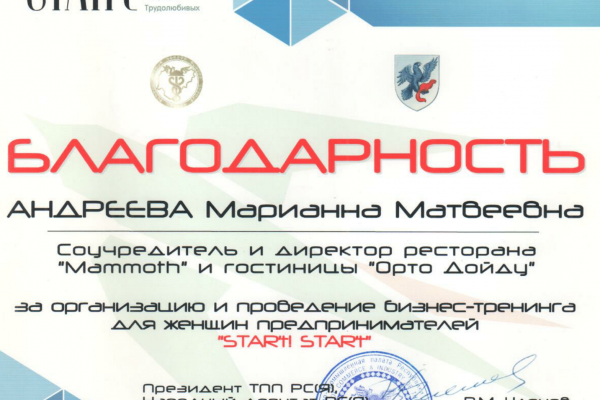 Трудолюбивых
БЛАГОДАРНОСТЬ
АНДРЕЕВА Марианна Матвеевна
Соучредитель и директор ресторана
"Mammoth" и гостиницы "Орто Дойду"
за организацию и проведение бизнес-тренинга
для женщин предпринимателей
"START! START"
Президент ТПП РС(Я),